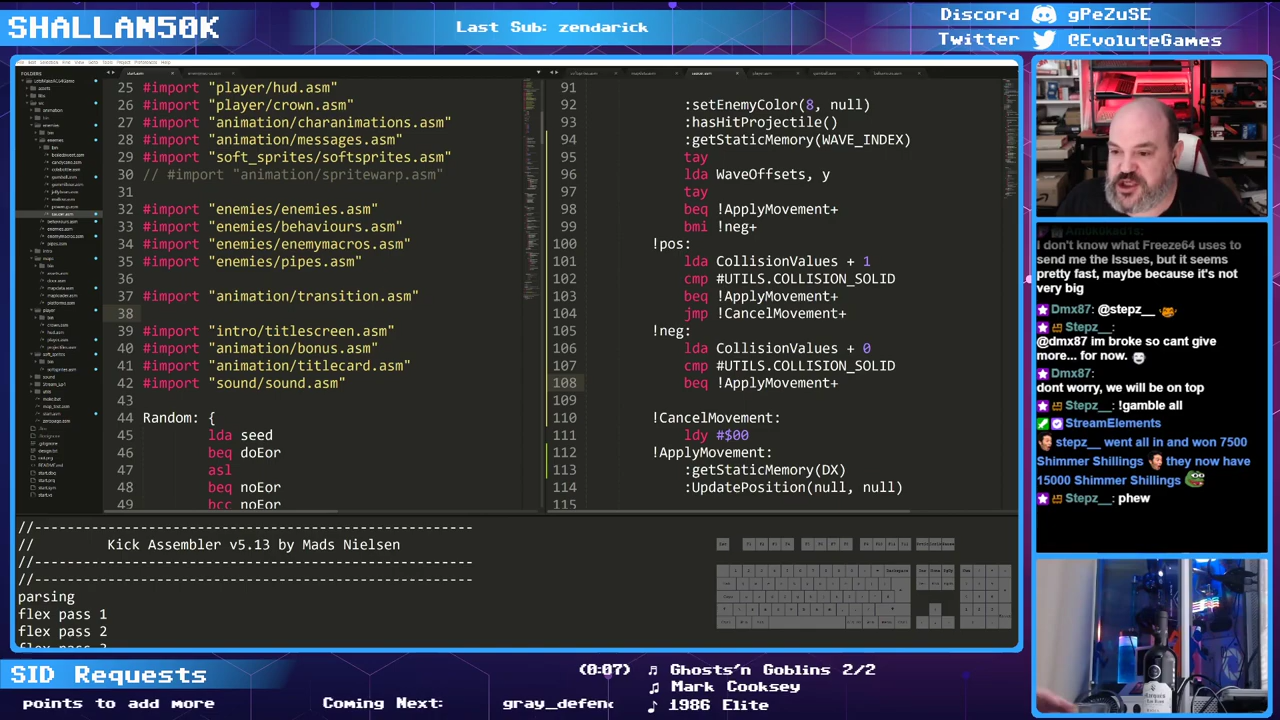 SHALLAN50K
Last Sub: zendarick
Discord gPeZuSE
Twitter @EvoluteGames
FOLDERS
25 #import "player/hud.asm"
26 #import "player/crown.asm"
27 #import "animation/charanimations.asm"
28 #import "animation/messages.asm"
29 #import "soft_sprites/softsprites.asm"
30 // #import "animation/spritewarp.asm"
31
32 #import "enemies/enemies.asm"
33 #import "enemies/behaviours.asm"
34 #import "enemies/enemymacros.asm"
35 #import "enemies/pipes.asm"
36
37 #import "animation/transition.asm"
38
39 #import "intro/titlescreen.asm"
40 #import "animation/bonus.asm"
41 #import "animation/titlecard.asm"
42 #import "sound/sound.asm"
43
44 Random: {
45 lda seed
46 beq doEor
47 asl
48 beq noEor
49 bcc noEor
91
92 :setEnemyColor(8, null)
93 :hasHitProjectile()
94 :getStaticMemory(WAVE_INDEX)
95 tay
96 lda WaveOffsets, y
97 tay
98 beq !ApplyMovement+
99 bmi !neg+
100 !pos:
101 lda CollisionValues + 1
102 cmp #UTILS.COLLISION_SOLID
103 beq !ApplyMovement+
104 jmp !CancelMovement+
105 !neg:
106 lda CollisionValues + 0
107 cmp #UTILS.COLLISION_SOLID
108 beq !ApplyMovement+
109
110 !CancelMovement:
111 ldy #$00
112 !ApplyMovement:
113 :getStaticMemory(DX)
114 :UpdatePosition(null, null)
115
//------------------------------------------------------
// Kick Assembler v5.13 by Mads Nielsen
//------------------------------------------------------
//------------------------------------------------------
parsing
flex pass 1
flex pass 2
flex pass 3
I don't know what Freeze64 uses to
send me the Issues, but it seems
pretty fast, maybe because it's not
very big
Dmx87: @stepz__
Stepz__:
@dmx87 im broke so cant give
more... for now.
Dmx87:
dont worry, we will be on top
Stepz__: !gamble all
StreamElements:
stepz__ went all in and won 7500
Shimmer Shillings they now have
15000 Shimmer Shillings
Stepz__: phew
SID Requests
points to add more
Coming Next:
gray_defend
(0:07) Ghosts'n Goblins 2/2
Mark Cooksey
1986 Elite